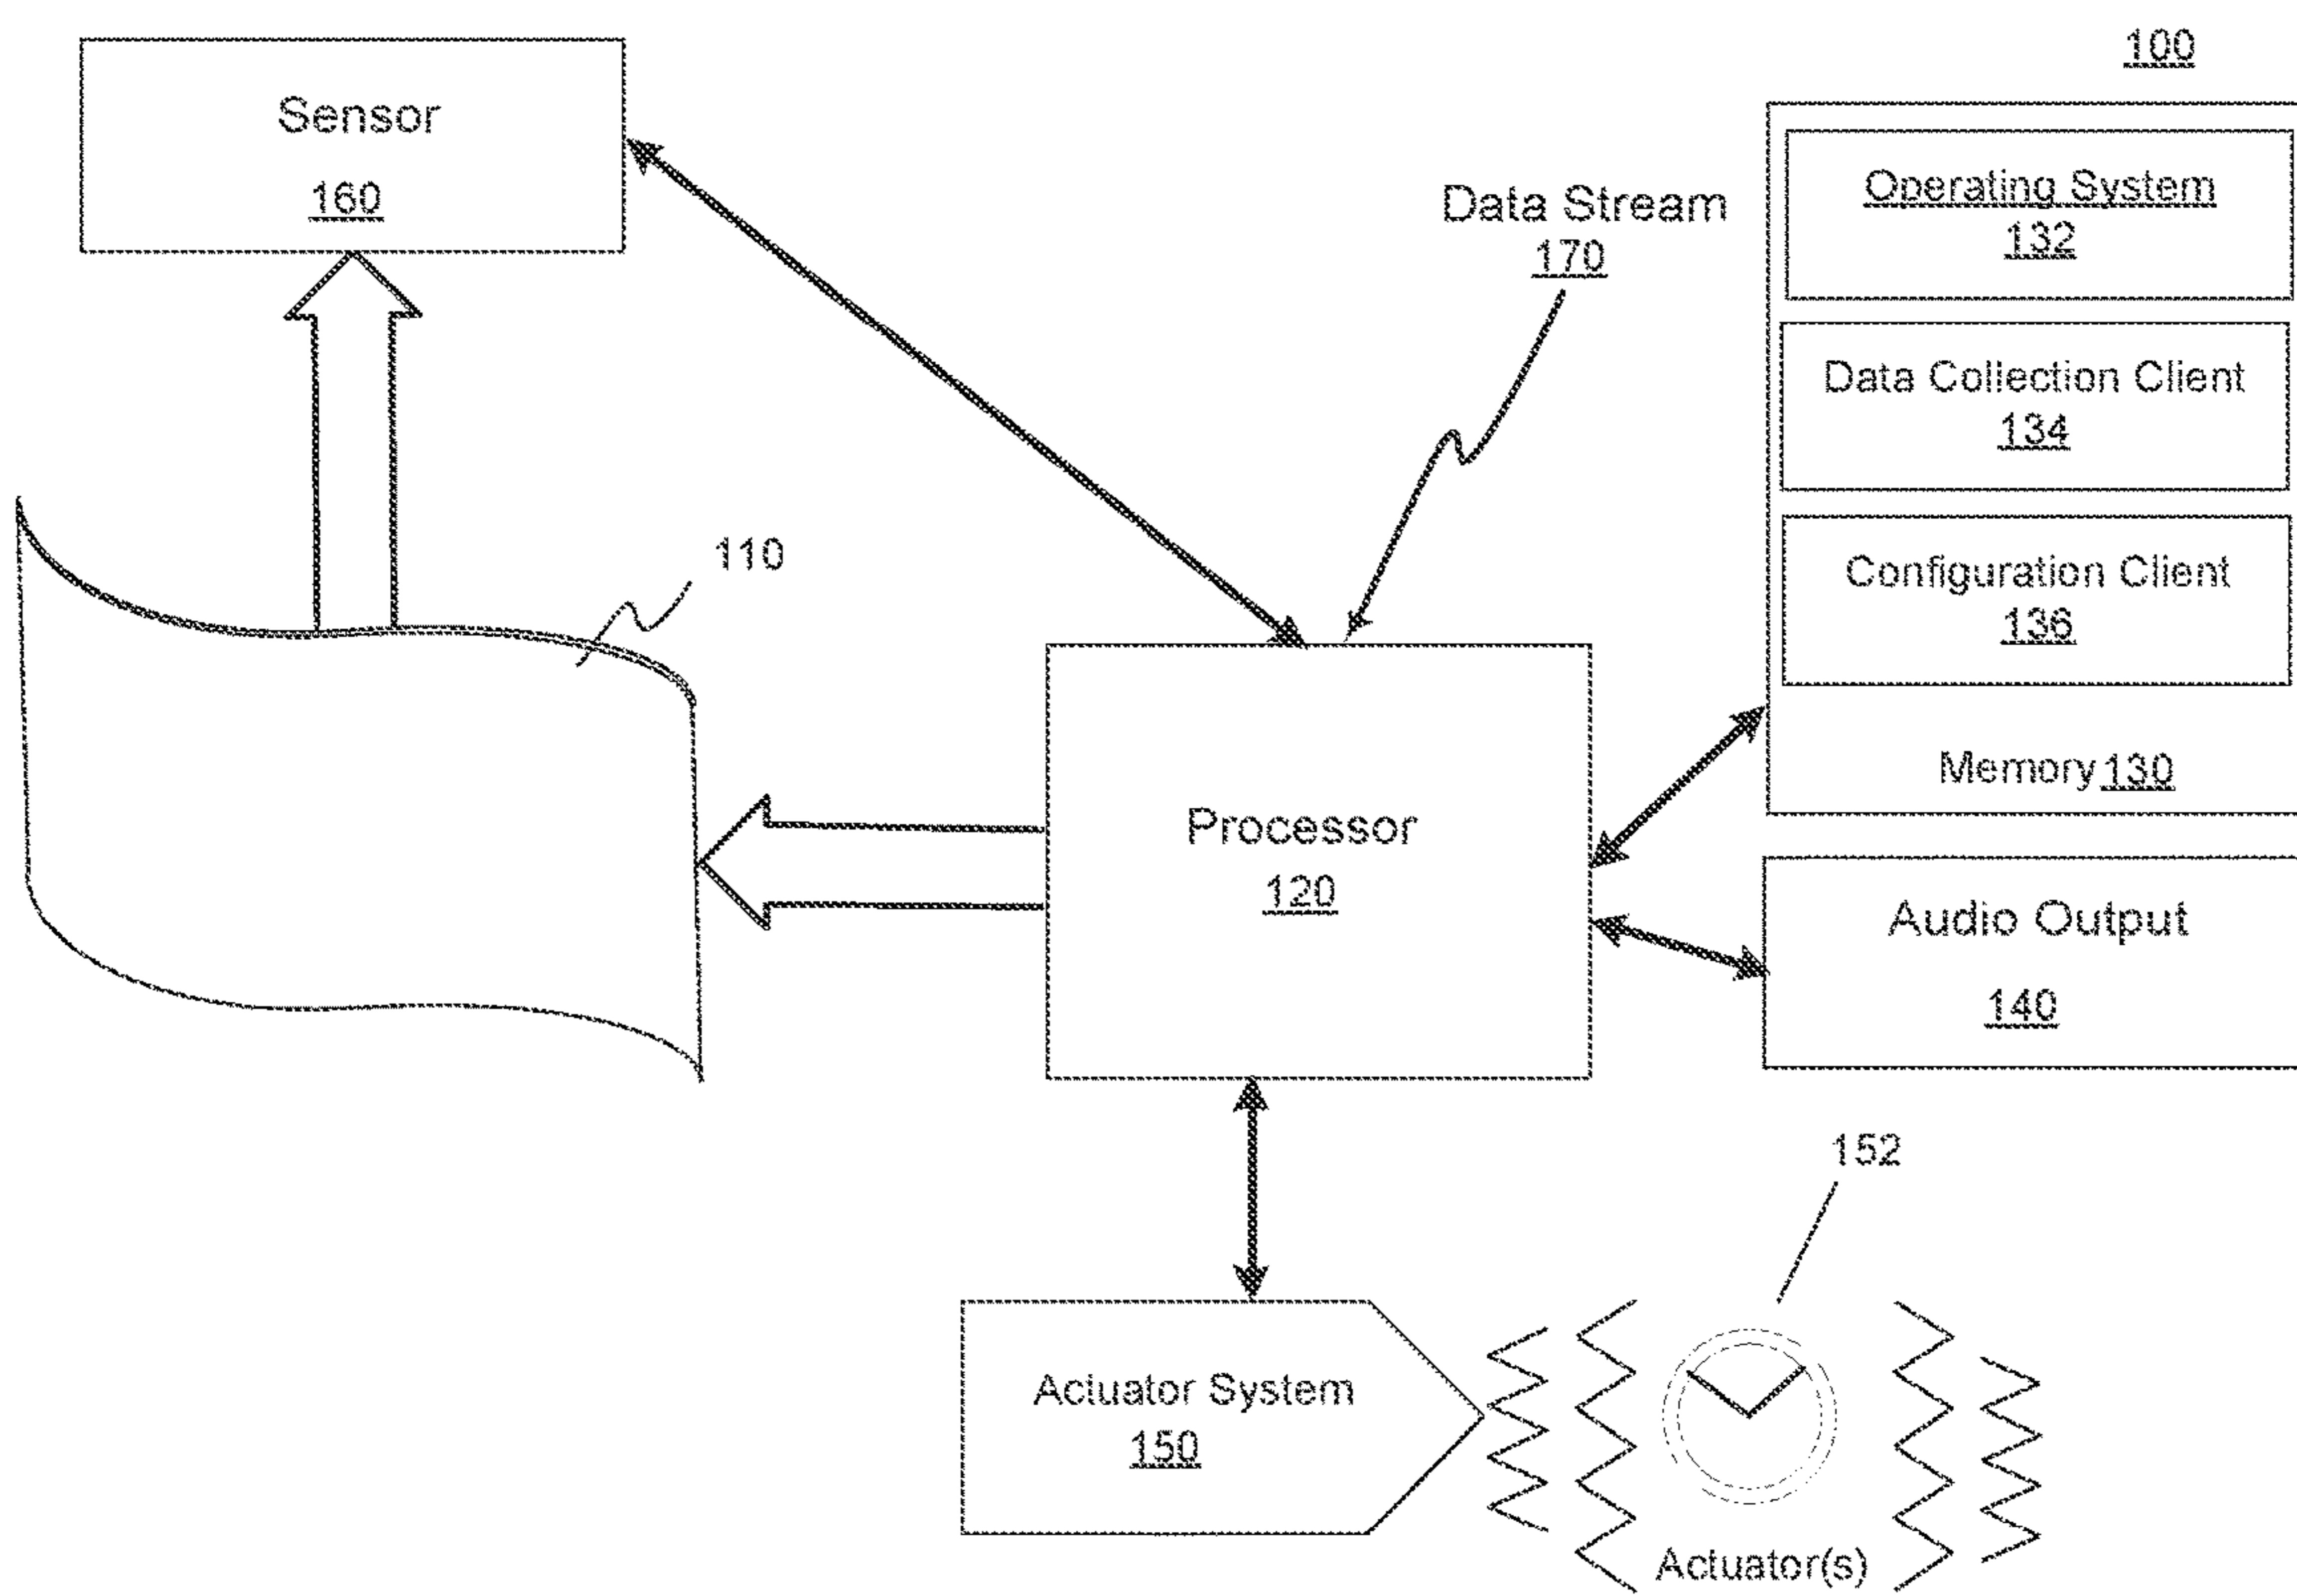 100
Sensor
160
Operating System
132
Data Stream
170
Data Collection Client
134
110
Configuration Client
136
Memory 130
Processor
120
Audio Output
140
152
Actuator System
150
Actuator(s)